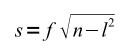 s = f √(n − l²)